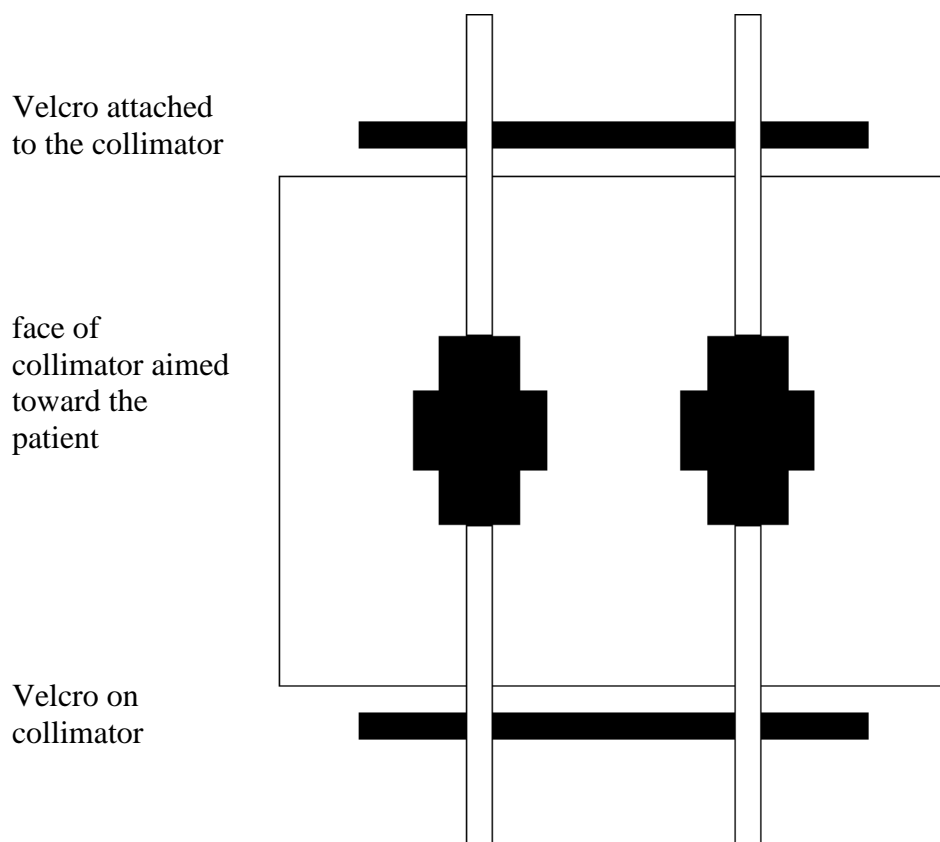 Velcro attached
to the collimator
face of
collimator aimed
toward the
patient
Velcro on
collimator